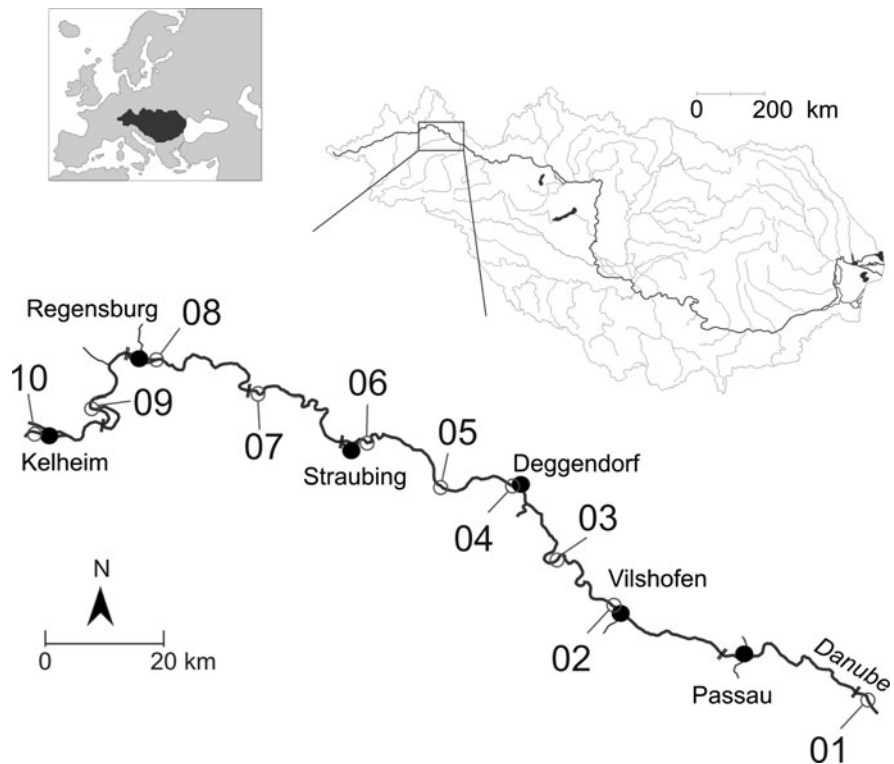 0 200 km
Regensburg
08
10
09
Kelheim
07
06
Straubing
05
Deggendorf
04
03
Vilshofen
02
N
0 20 km
Danube
Passau
01